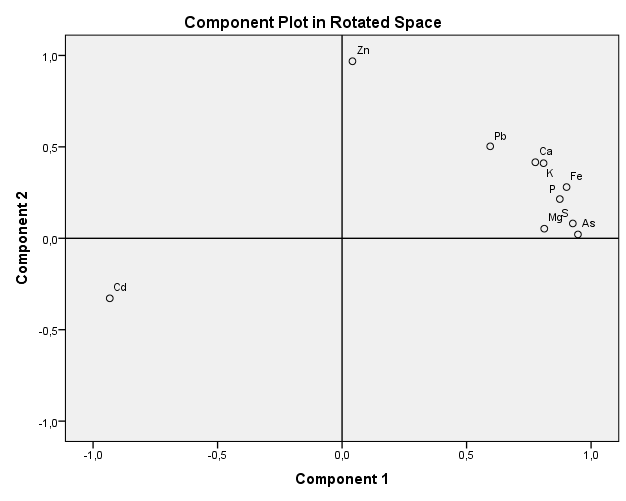 Component Plot in Rotated Space
1,0
Zn
0,5
Pb
Ca
K
Fe
P
S
Mg
As
0,0
Cd
-0,5
-1,0
-1,0
-0,5
0,0
0,5
1,0
Component 2
Component 1